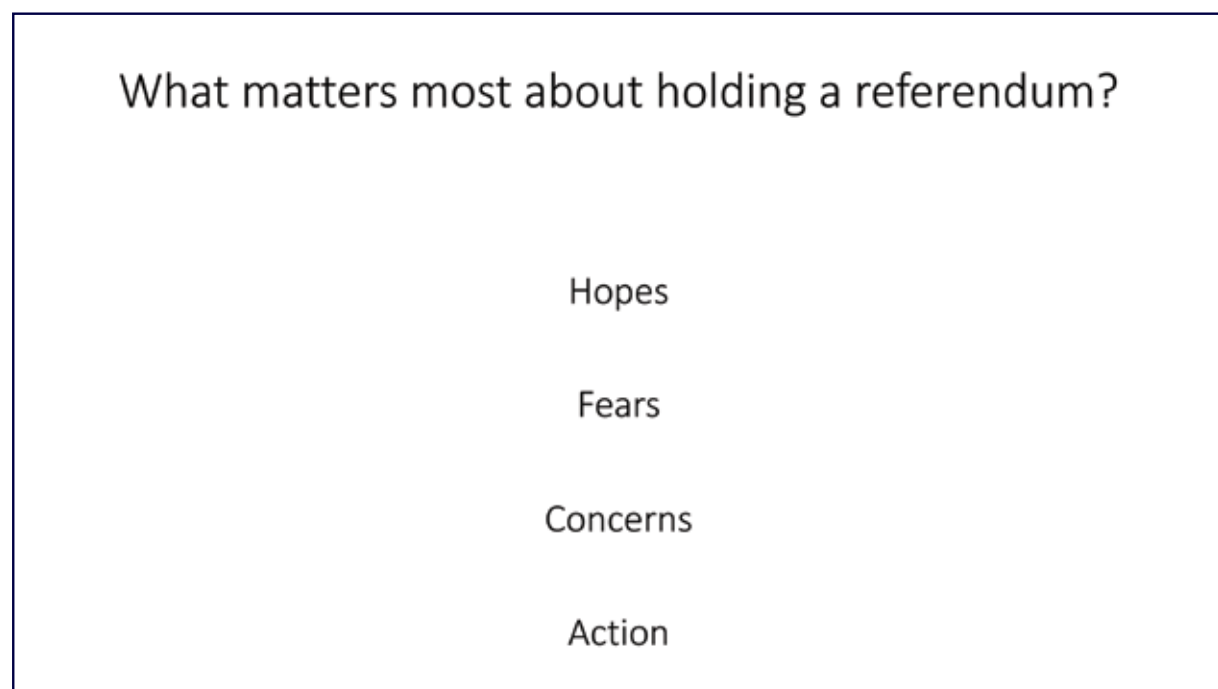 What matters most about holding a referendum?
Hopes
Fears
Concerns
Action